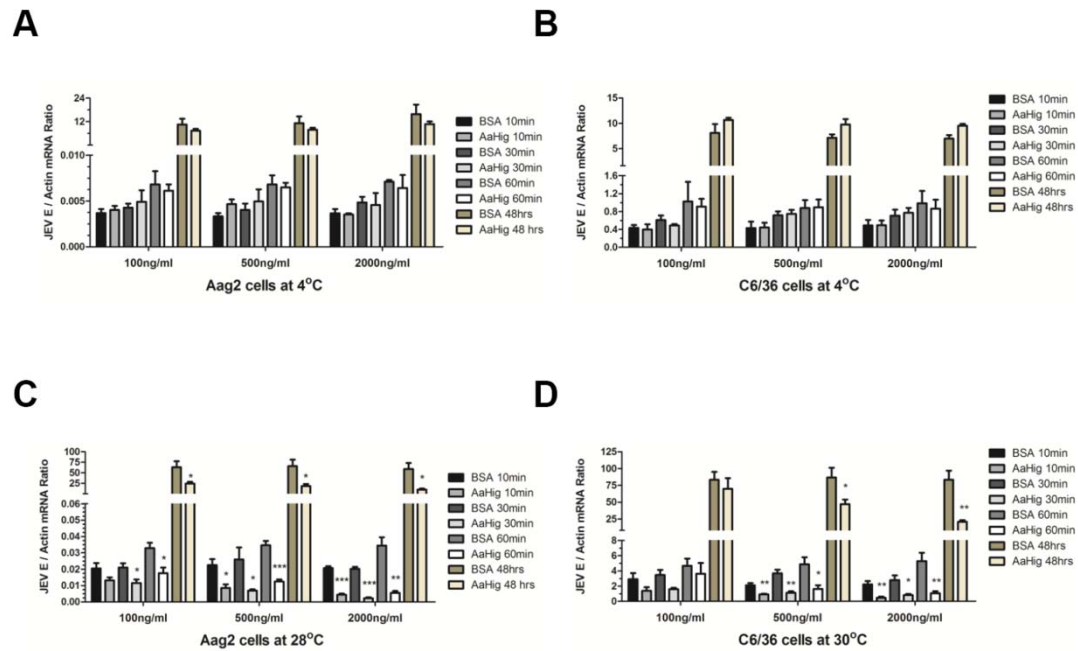 A
B
JEV E / Actin mRNA Ratio
24
12
0.010
0.005
0.000
100ng/ml 500ng/ml 2000ng/ml
Aag2 cells at 4°C
BSA 10min
AaHig 10min
BSA 30min
AaHig 30min
BSA 60min
AaHig 60min
BSA 48hrs
AaHig 48 hrs
JEV E / Actin mRNA Ratio
15
10
5
1.6
1.2
0.8
0.4
0.0
100ng/ml 500ng/ml 2000ng/ml
C6/36 cells at 4°C
BSA 10min
AaHig 10min
BSA 30min
AaHig 30min
BSA 60min
AaHig 60min
BSA 48hrs
AaHig 48hrs
C
D
JEV E / Actin mRNA Ratio
100
75
50
25
0.06
0.05
0.04
0.03
0.02
0.01
0.00
* * * * * * *** * *** *** ** *
100ng/ml 500ng/ml 2000ng/ml
Aag2 cells at 28°C
BSA 10min
AaHig 10min
BSA 30min
AaHig 30min
BSA 60min
AaHig 60min
BSA 48hrs
AaHig 48 hrs
JEV E / Actin mRNA Ratio
125
100
75
50
25
8
6
4
2
0
** ** * * ** * ** **
100ng/ml 500ng/ml 2000ng/ml
C6/36 cells at 30°C
BSA 10min
AaHig 10min
BSA 30min
AaHig 30min
BSA 60min
AaHig 60min
BSA 48hrs
AaHig 48hrs